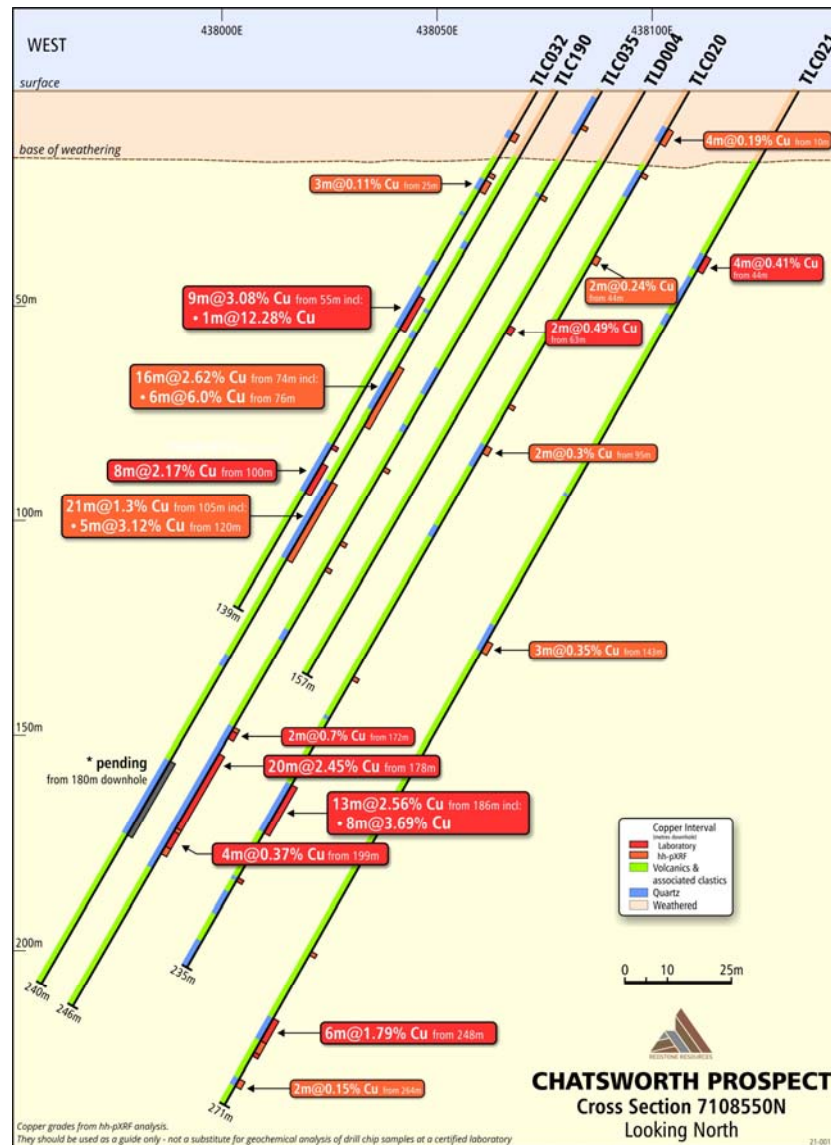 438000E
438050E
438100E
WEST
TLC032
TLC190
TLC035
TLD004
TLC020
TLC021
surface
base of weathering
4m@0.19% Cu from 10m
3m@0.11% Cu from 25m
4m@0.41% Cu
from 44m
2m@0.24% Cu
from 44m
50m
9m@3.08% Cu from 55m incl:
• 1m@12.28% Cu
2m@0.49% Cu
from 63m
16m@2.62% Cu from 74m incl:
• 6m@6.0% Cu from 76m
2m@0.3% Cu from 95m
8m@2.17% Cu from 100m
21m@1.3% Cu from 105m incl:
• 5m@3.12% Cu from 120m
100m
139m
3m@0.35% Cu from 143m
157m
150m
2m@0.7% Cu from 172m
* pending
from 180m downhole
20m@2.45% Cu from 178m
13m@2.56% Cu from 186m incl:
• 8m@3.69% Cu
4m@0.37% Cu from 199m
Copper Interval
(metres downhole)
Laboratory
hh-pXRF
Volcanics &
associated clastics
Quartz
Weathered
200m
240m
246m
235m
0 10 25m
6m@1.79% Cu from 248m
2m@0.15% Cu from 264m
271m
REDSTONE RESOURCES
CHATSWORTH PROSPECT
Cross Section 7108550N
Looking North
Copper grades from hh-pXRF analysis.
They should be used as a guide only - not a substitute for geochemical analysis of drill chip samples at a certified laboratory